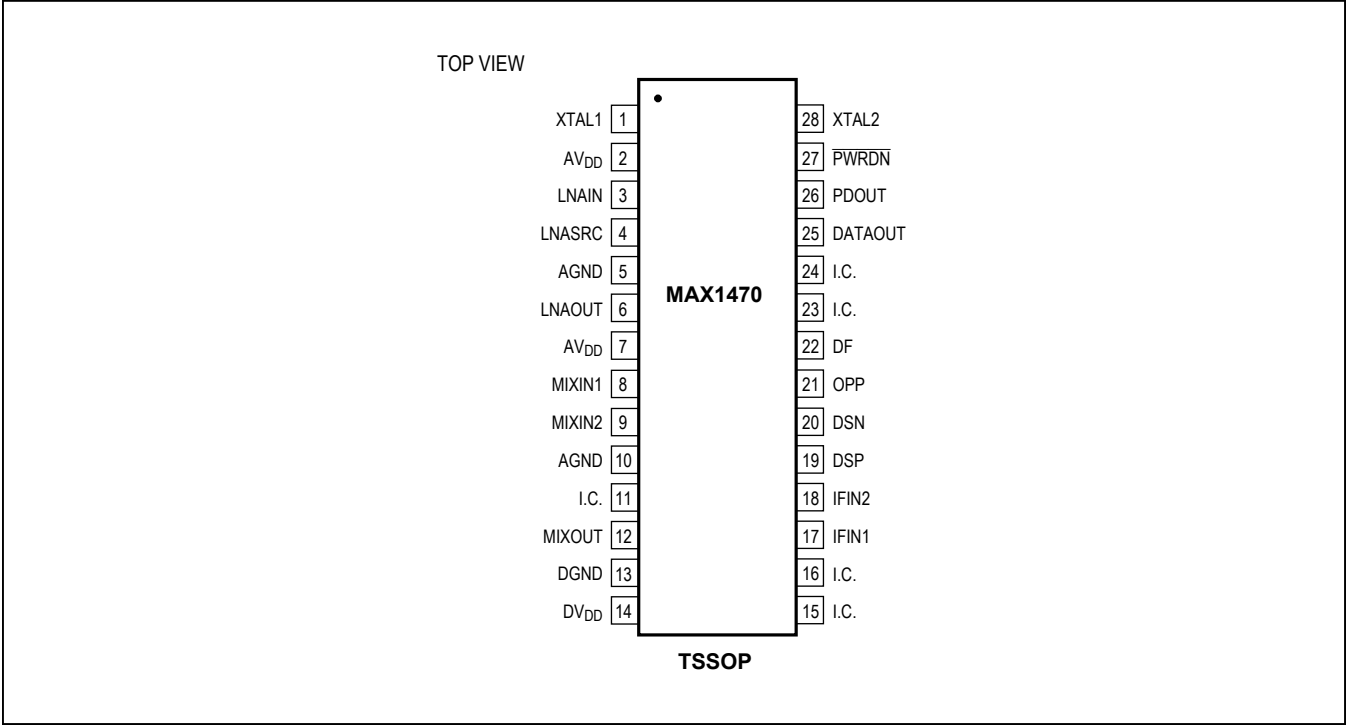 TOP VIEW
XTAL1 1
AVDD 2
LNAIN 3
LNASRC 4
AGND 5
LNAOUT 6
AVDD 7
MIXIN1 8
MIXIN2 9
AGND 10
I.C. 11
MIXOUT 12
DGND 13
DVDD 14
MAX1470
28 XTAL2
27 PWRDN
26 PDOUT
25 DATAOUT
24 I.C.
23 I.C.
22 DF
21 OPP
20 DSN
19 DSP
18 IFIN2
17 IFIN1
16 I.C.
15 I.C.
TSSOP